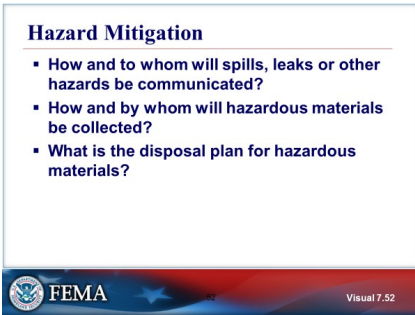 Hazard Mitigation
▪ How and to whom will spills, leaks or other
hazards be communicated?
▪ How and by whom will hazardous materials
be collected?
▪ What is the disposal plan for hazardous
materials?
FEMA
Visual 7.52